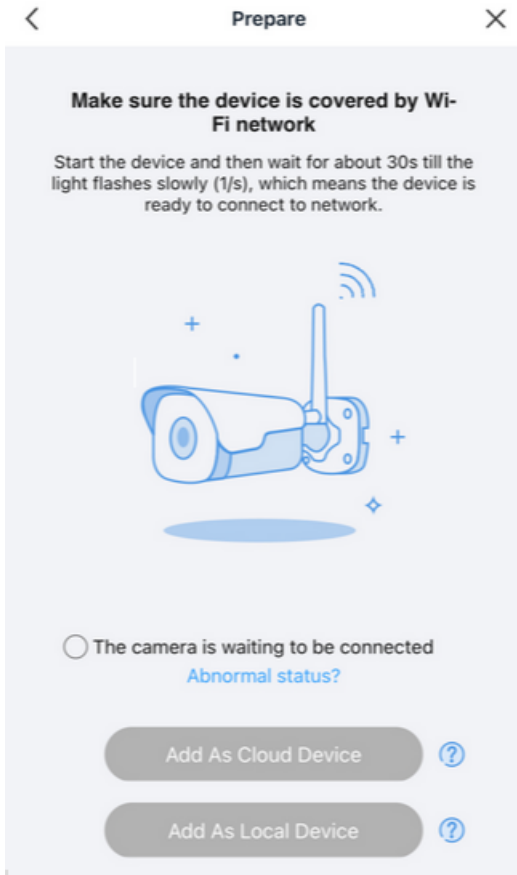 Prepare
Make sure the device is covered by Wi-
Fi network
Start the device and then wait for about 30s till the
light flashes slowly (1/s), which means the device is
ready to connect to network.
The camera is waiting to be connected
Abnormal status?
Add As Cloud Device ?
Add As Local Device ?